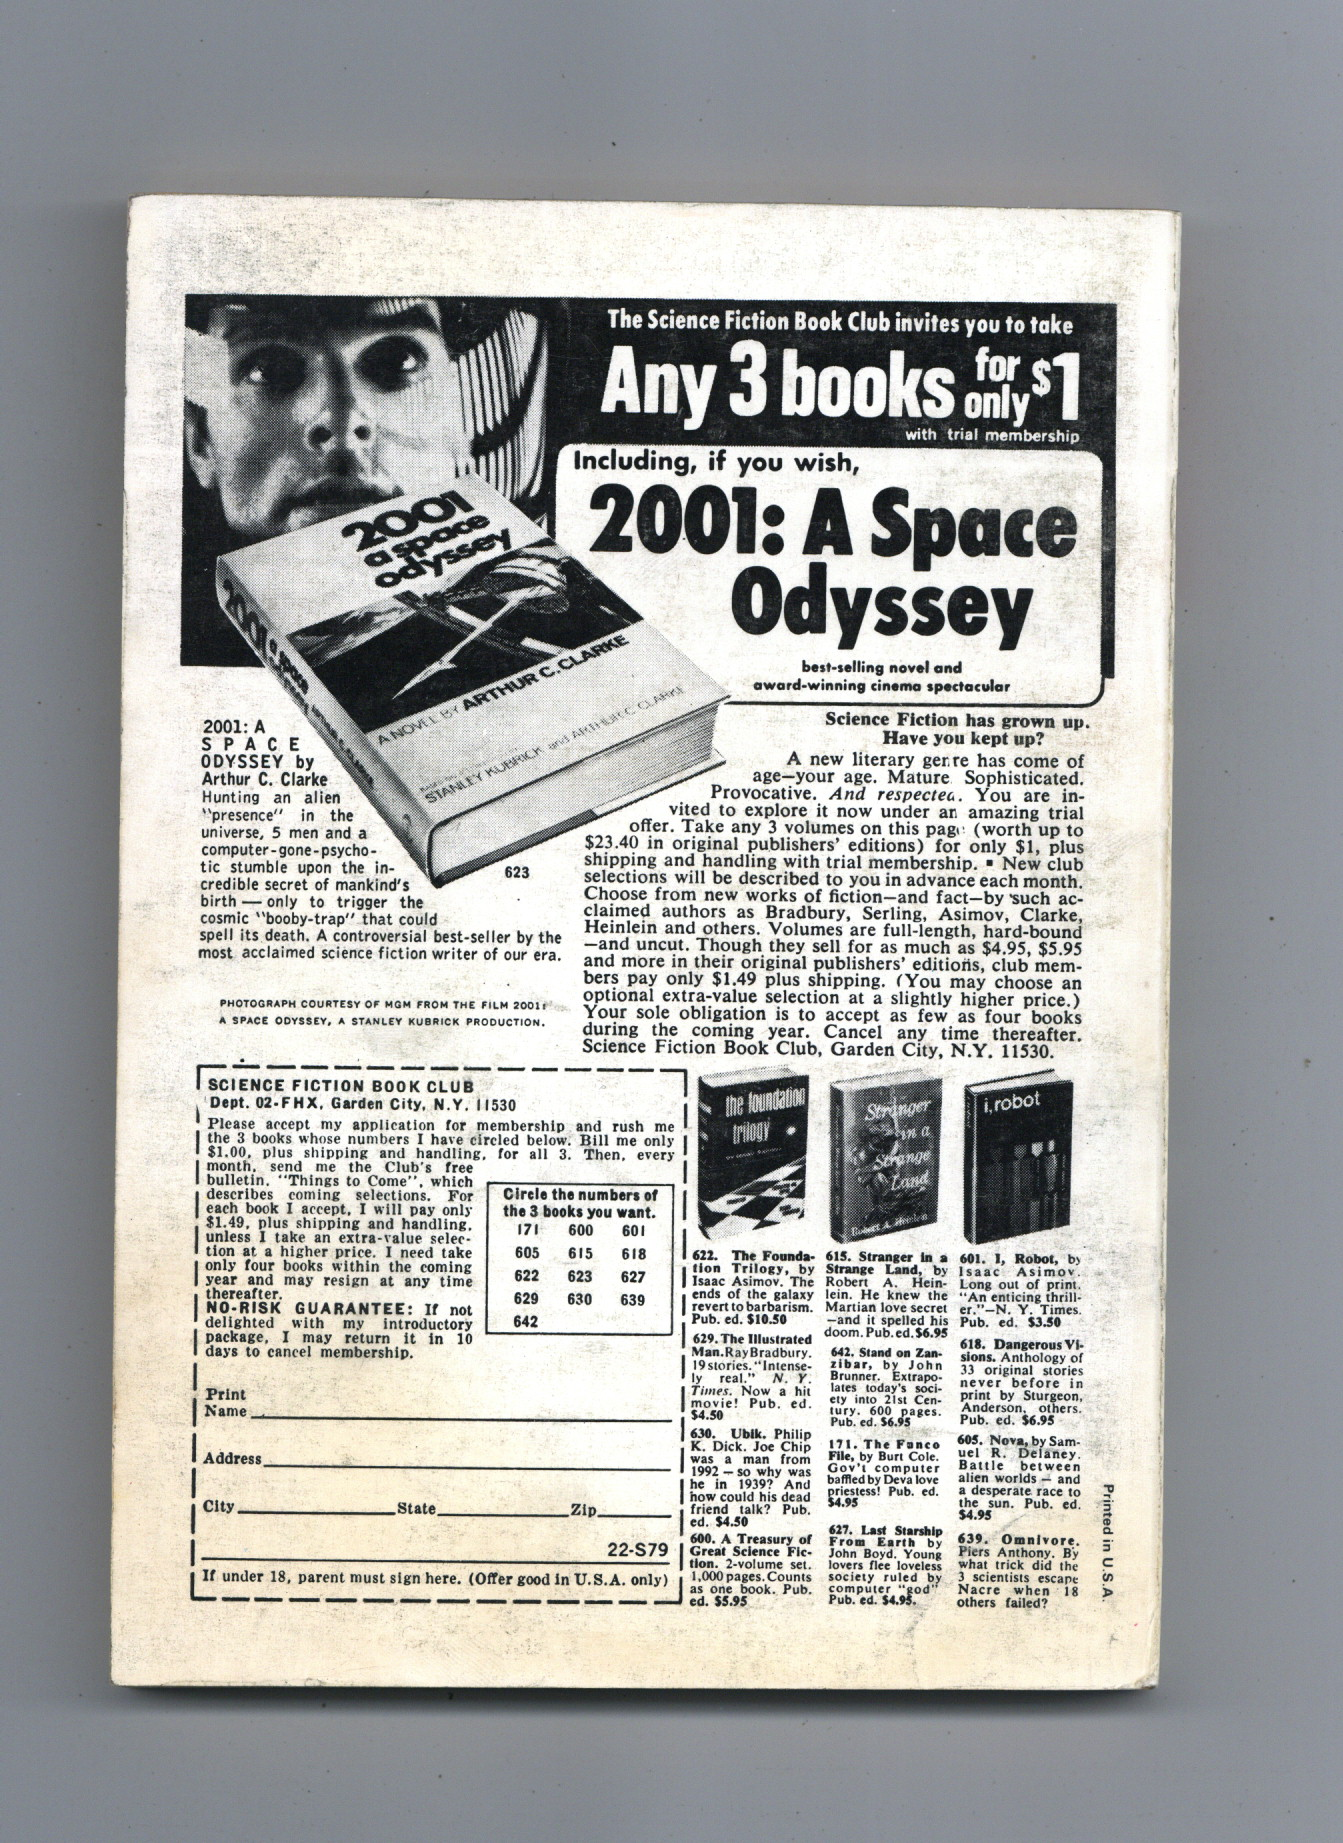 The Science Fiction Book Club invites you to take
Any 3 books for only $1
with trial membership
Including, if you wish,
2001: A Space
Odyssey
best-selling novel and
award-winning cinema spectacular
2001
a space
odyssey
A NOVEL BY ARTHUR C. CLARKE
STANLEY KUBRICK and ARTHUR C. CLARKE
623
2001: A
SPACE
ODYSSEY by
Arthur C. Clarke
Hunting an alien
"presence" in the
universe, 5 men and a
computer-gone-psycho-
tic stumble upon the in-
credible secret of mankind's
birth — only to trigger the
cosmic "booby-trap" that could
spell its death. A controversial best-seller by the
most acclaimed science fiction writer of our era.
PHOTOGRAPH COURTESY OF MGM FROM THE FILM 2001:
A SPACE ODYSSEY, A STANLEY KUBRICK PRODUCTION.
Science Fiction has grown up.
Have you kept up?
A new literary genre has come of
age—your age. Mature. Sophisticated.
Provocative. And respected. You are in-
vited to explore it now under an amazing trial
offer. Take any 3 volumes on this page (worth up to
$23.40 in original publishers' editions) for only $1, plus
shipping and handling with trial membership. ▪ New club
selections will be described to you in advance each month.
Choose from new works of fiction—and fact—by such ac-
claimed authors as Bradbury, Serling, Asimov, Clarke,
Heinlein and others. Volumes are full-length, hard-bound
—and uncut. Though they sell for as much as $4.95, $5.95
and more in their original publishers' editions, club mem-
bers pay only $1.49 plus shipping. (You may choose an
optional extra-value selection at a slightly higher price.)
Your sole obligation is to accept as few as four books
during the coming year. Cancel any time thereafter.
Science Fiction Book Club, Garden City, N.Y. 11530.
SCIENCE FICTION BOOK CLUB
Dept. 02-FHX, Garden City, N.Y. 11530
Please accept my application for membership and rush me
the 3 books whose numbers I have circled below. Bill me only
$1.00, plus shipping and handling, for all 3. Then, every
month, send me the Club's free
bulletin, "Things to Come", which
describes coming selections. For
each book I accept, I will pay only
$1.49, plus shipping and handling,
unless I take an extra-value selec-
tion at a higher price. I need take
only four books within the coming
year and may resign at any time
thereafter.
NO-RISK GUARANTEE: If not
delighted with my introductory
package, I may return it in 10
days to cancel membership.
Circle the numbers of
the 3 books you want.
171 600 601
605 615 618
622 623 627
629 630 639
642
Print
Name
Address
City State Zip
22-S79
If under 18, parent must sign here. (Offer good in U.S.A. only)
the foundation
trilogy
Stranger
in a
Strange
Land
Robert A. Heinlein
i, robot
622. The Founda-
tion Trilogy, by
Isaac Asimov. The
ends of the galaxy
revert to barbarism.
Pub. ed. $10.50
629. The Illustrated
Man. Ray Bradbury.
19 stories. "Intense-
ly real." N. Y.
Times. Now a hit
movie! Pub. ed.
$4.50
630. Ubik. Philip
K. Dick. Joe Chip
was a man from
1992 – so why was
he in 1939? And
how could his dead
friend talk? Pub.
ed. $4.50
600. A Treasury of
Great Science Fic-
tion. 2-volume set.
1,000 pages. Counts
as one book. Pub.
ed. $5.95
615. Stranger in a
Strange Land, by
Robert A. Hein-
lein. He knew the
Martian love secret
—and it spelled his
doom. Pub. ed. $6.95
642. Stand on Zan-
zibar, by John
Brunner. Extrapo-
lates today's soci-
ety into 21st Cen-
tury. 600 pages.
Pub. ed. $6.95
171. The Funco
File, by Burt Cole.
Gov't computer
baffled by Deva love
priestess! Pub. ed.
$4.95
627. Last Starship
From Earth by
John Boyd. Young
lovers flee loveless
society ruled by
computer "god"
Pub. ed. $4.95.
601. I, Robot, by
Isaac Asimov.
Long out of print.
"An enticing thrill-
er."—N. Y. Times.
Pub. ed. $3.50
618. Dangerous Vi-
sions. Anthology of
33 original stories
never before in
print by Sturgeon,
Anderson, others.
Pub. ed. $6.95
605. Nova, by Sam-
uel R. Delaney.
Battle between
alien worlds — and
a desperate race to
the sun. Pub. ed.
$4.95
639. Omnivore.
Piers Anthony. By
what trick did the
3 scientists escape
Nacre when 18
others failed?
Printed in U.S.A.